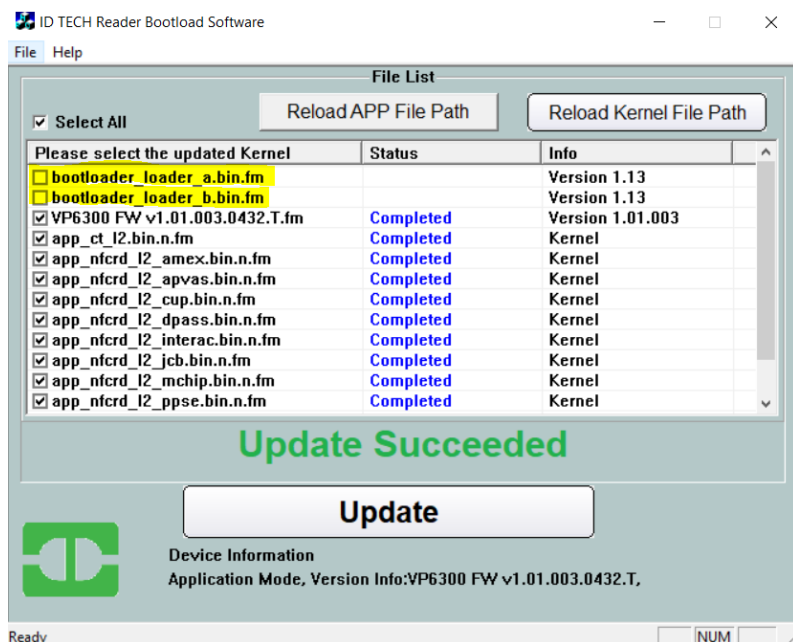 ID TECH Reader Bootload Software
File Help
File List
Select All
Reload APP File Path
Reload Kernel File Path
Please select the updated Kernel Status Info
bootloader_loader_a.bin.fm Version 1.13
bootloader_loader_b.bin.fm Version 1.13
VP6300 FW v1.01.003.0432.T.fm Completed Version 1.01.003
app_ct_l2.bin.n.fm Completed Kernel
app_nfcrd_l2_amex.bin.n.fm Completed Kernel
app_nfcrd_l2_apvas.bin.n.fm Completed Kernel
app_nfcrd_l2_cup.bin.n.fm Completed Kernel
app_nfcrd_l2_dpass.bin.n.fm Completed Kernel
app_nfcrd_l2_interac.bin.n.fm Completed Kernel
app_nfcrd_l2_jcb.bin.n.fm Completed Kernel
app_nfcrd_l2_mchip.bin.n.fm Completed Kernel
app_nfcrd_l2_ppse.bin.n.fm Completed Kernel
Update Succeeded
Update
Device Information
Application Mode, Version Info:VP6300 FW v1.01.003.0432.T,
Ready NUM